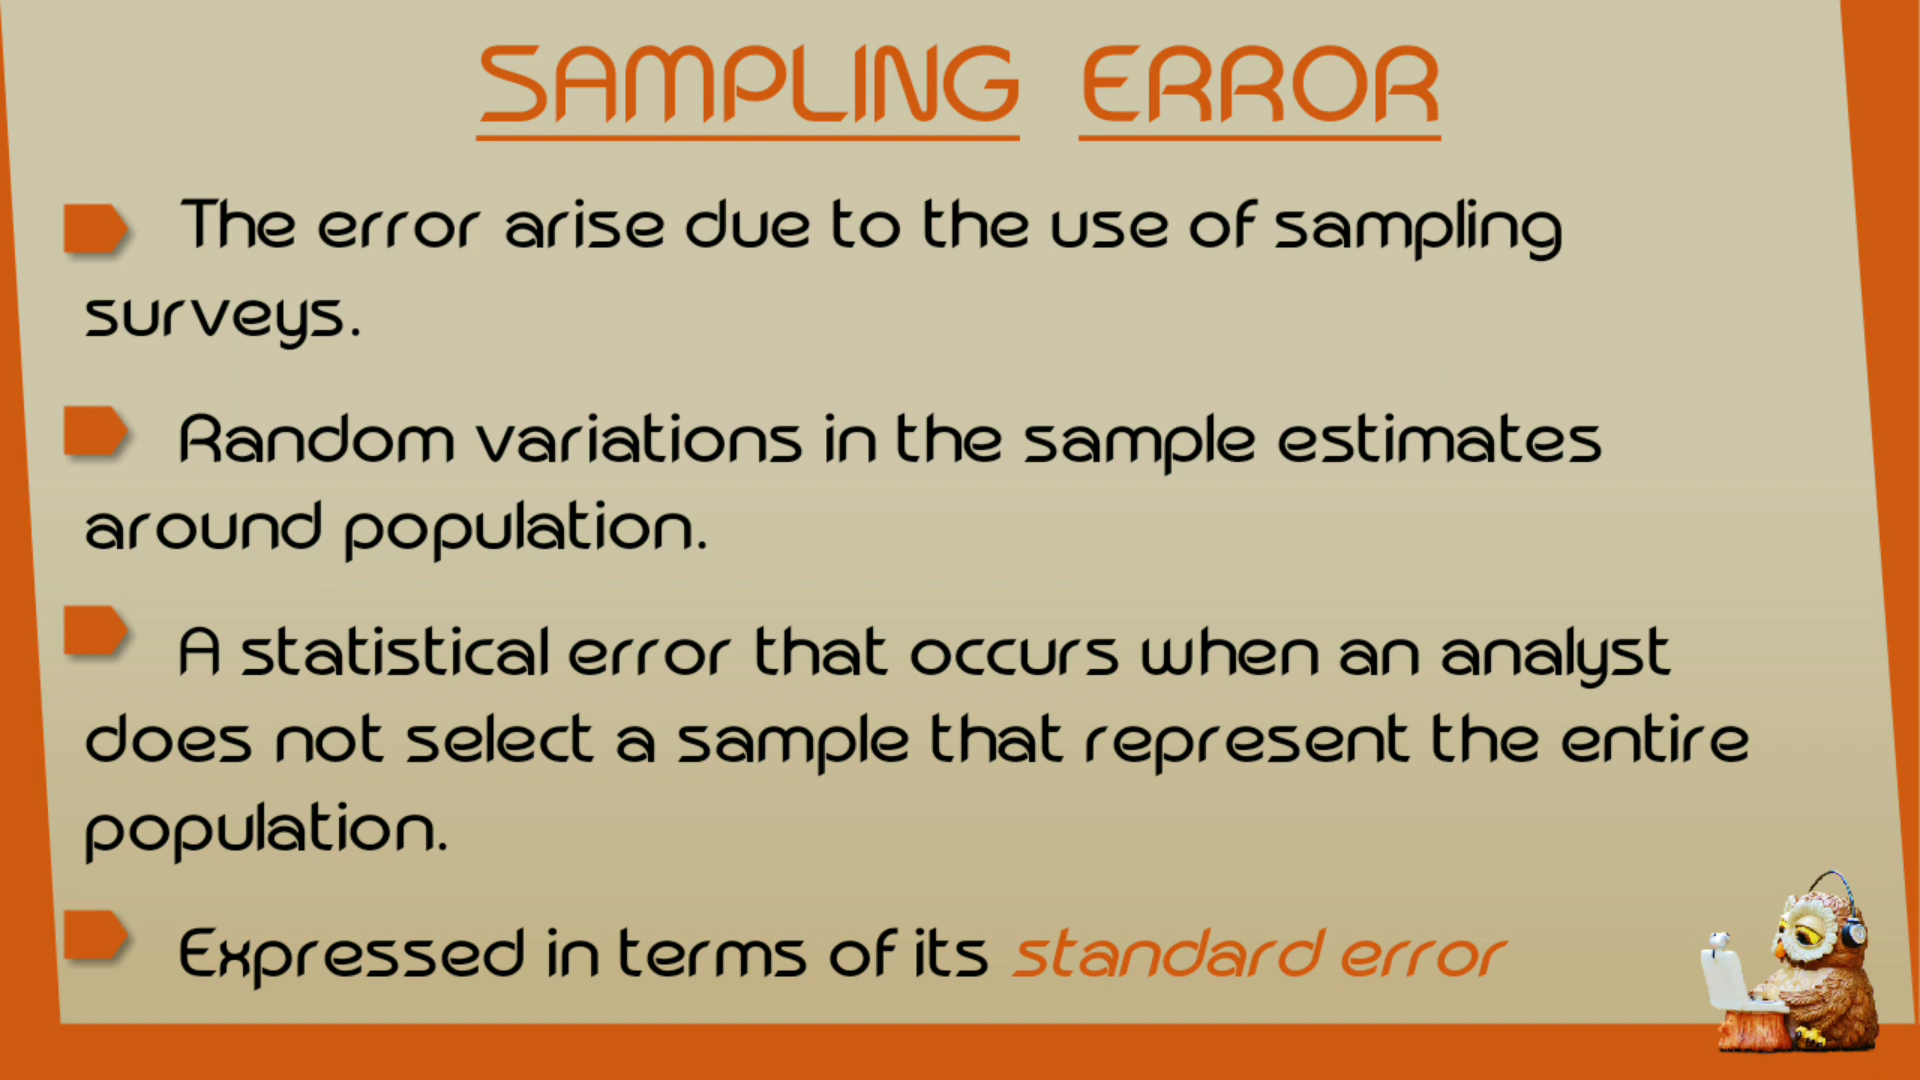 SAMPLING ERROR
The error arise due to the use of sampling
surveys.
Random variations in the sample estimates
around population.
A statistical error that occurs when an analyst
does not select a sample that represent the entire
population.
Expressed in terms of its standard error